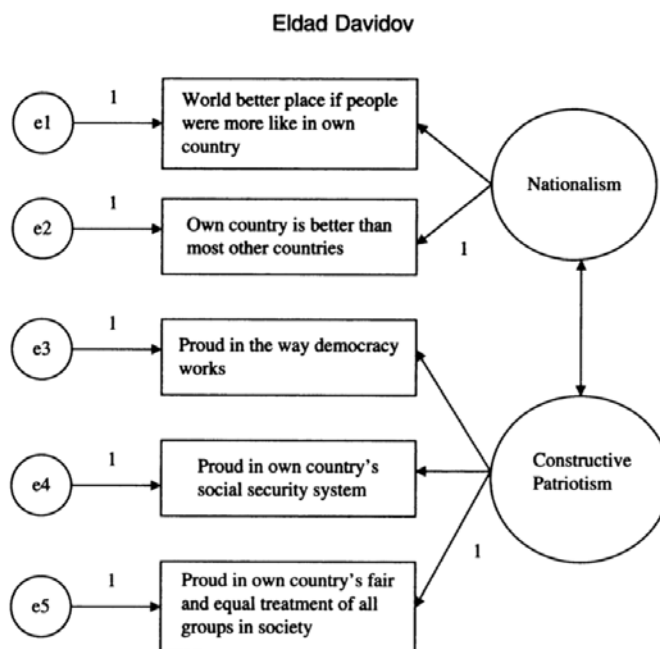 Eldad Davidov
1
World better place if people
were more like in own
country
e1
Nationalism
1
Own country is better than
most other countries
e2
1
1
Proud in the way democracy
works
e3
1
Proud in own country's
social security system
e4
Constructive
Patriotism
1
1
Proud in own country's fair
and equal treatment of all
groups in society
e5